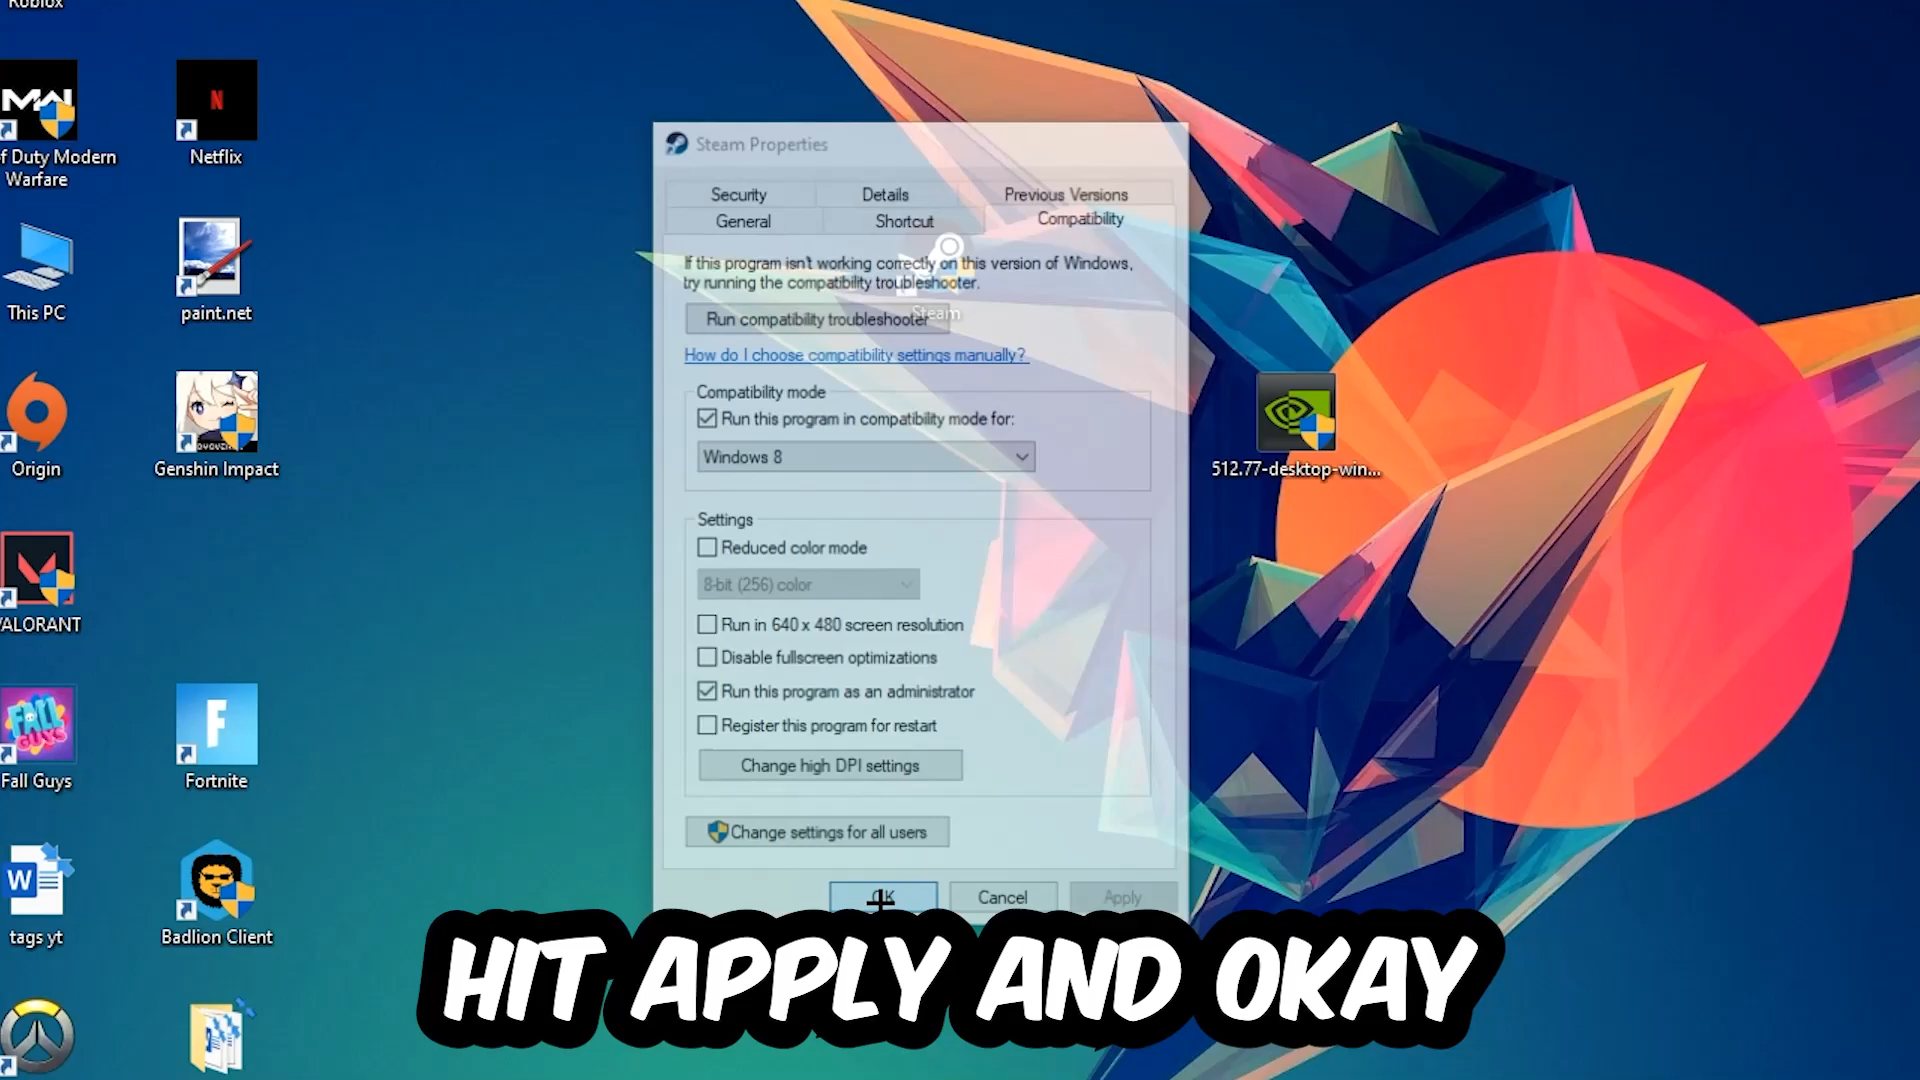 Roblox
f Duty Modern
Warfare
Netflix
This PC
paint.net
Origin
Genshin Impact
VALORANT
FALL
GUYS
Fall Guys
Fortnite
W
tags yt
Badlion Client
Steam Properties
Security
Details
Previous Versions
General
Shortcut
Compatibility
If this program isn't working correctly on this version of Windows,
try running the compatibility troubleshooter.
Run compatibility troubleshooter
Steam
How do I choose compatibility settings manually?
Compatibility mode
Run this program in compatibility mode for:
Windows 8
Settings
Reduced color mode
8-bit (256) color
Run in 640 x 480 screen resolution
Disable fullscreen optimizations
Run this program as an administrator
Register this program for restart
Change high DPI settings
Change settings for all users
OK
Cancel
Apply
512.77-desktop-win...
HIT APPLY AND OKAY